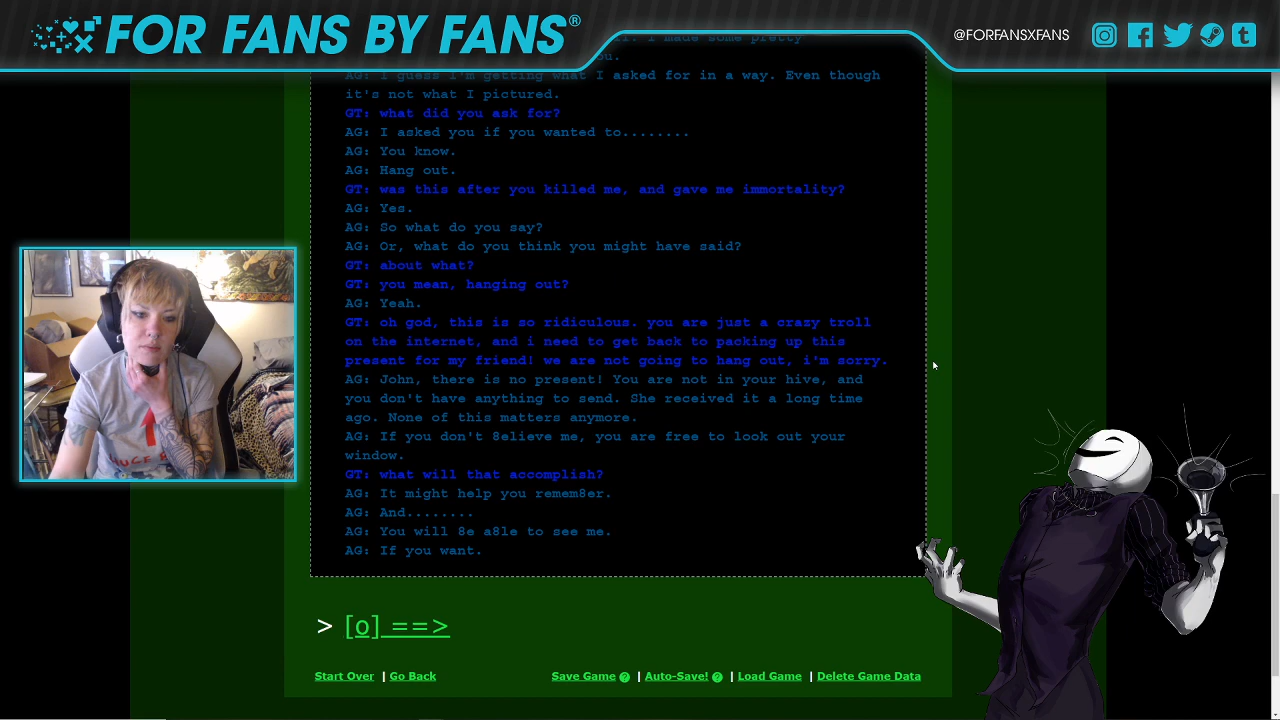 FOR FANS BY FANS®
@FORFANSXFANS
I made some pretty
AG: I guess I'm getting what I asked for in a way. Even though
it's not what I pictured.
GT: what did you ask for?
AG: I asked you if you wanted to........
AG: You know.
AG: Hang out.
GT: was this after you killed me, and gave me immortality?
AG: Yes.
AG: So what do you say?
AG: Or, what do you think you might have said?
GT: about what?
GT: you mean, hanging out?
AG: Yeah.
GT: oh god, this is so ridiculous. you are just a crazy troll
on the internet, and i need to get back to packing up this
present for my friend! we are not going to hang out, i'm sorry.
AG: John, there is no present! You are not in your hive, and
you don't have anything to send. She received it a long time
ago. None of this matters anymore.
AG: If you don't 8elieve me, you are free to look out your
window.
GT: what will that accomplish?
AG: It might help you remem8er.
AG: And........
AG: You will 8e a8le to see me.
AG: If you want.
> [o] ==>
Start Over | Go Back
Save Game ? | Auto-Save! ? | Load Game | Delete Game Data